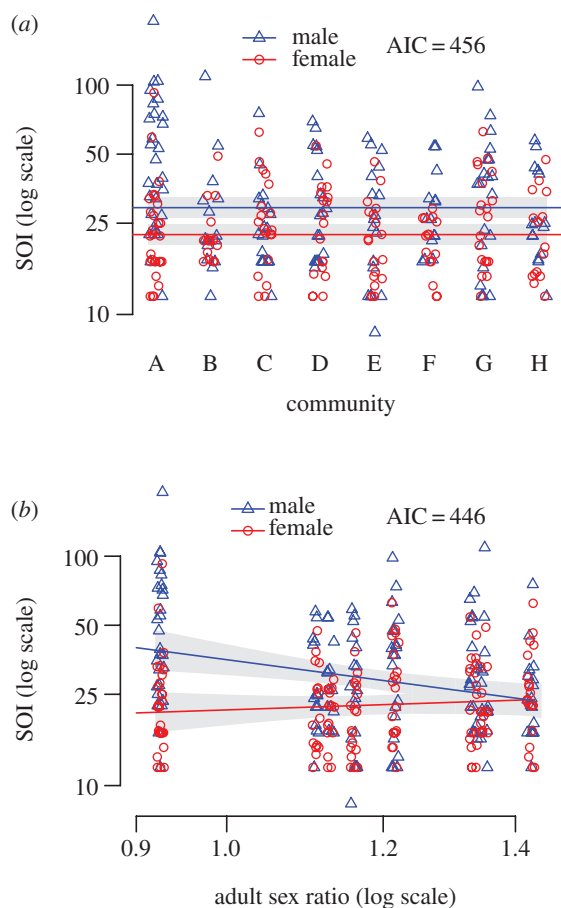 (a)
male
female
AIC = 456
100
50
25
10
SOI (log scale)
A B C D E F G H
community
(b)
male
female
AIC = 446
100
50
25
10
SOI (log scale)
0.9 1.0 1.2 1.4
adult sex ratio (log scale)